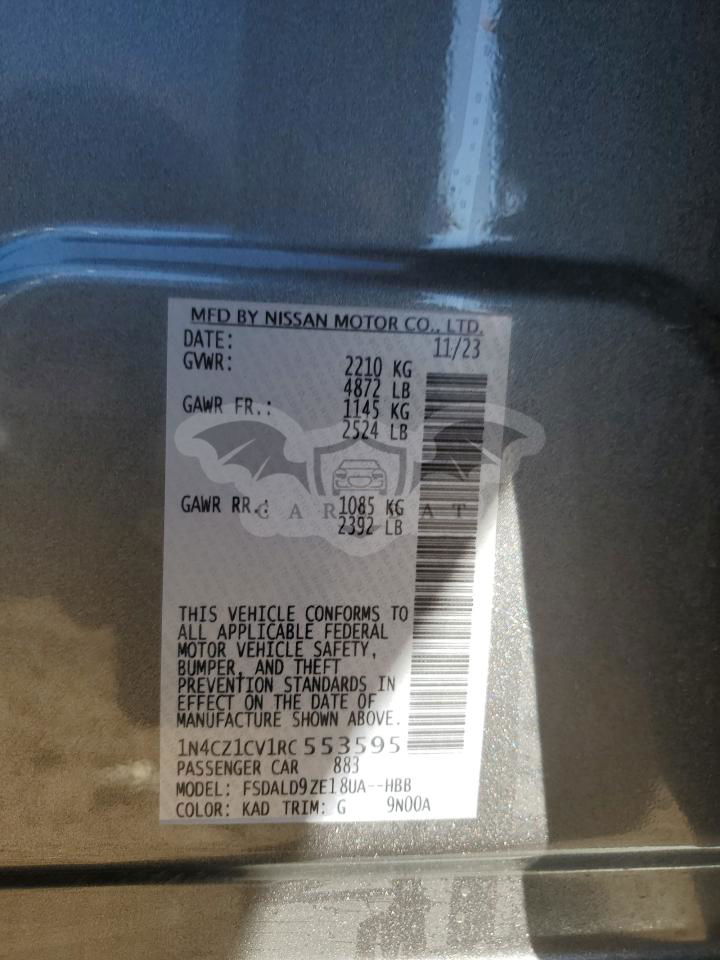 MFD BY NISSAN MOTOR CO., LTD.
DATE: 11/23
GVWR: 2210 KG
4872 LB
GAWR FR.: 1145 KG
2524 LB
GAWR RR.: 1085 KG
CAR BAT
2392 LB
THIS VEHICLE CONFORMS TO
ALL APPLICABLE FEDERAL
MOTOR VEHICLE SAFETY,
BUMPER, AND THEFT
PREVENTION STANDARDS IN
EFFECT ON THE DATE OF
MANUFACTURE SHOWN ABOVE.
1N4CZ1CV1RC553595
PASSENGER CAR 883
MODEL: FSDALD9ZE18UA--HBB
COLOR: KAD TRIM: G 9N00A